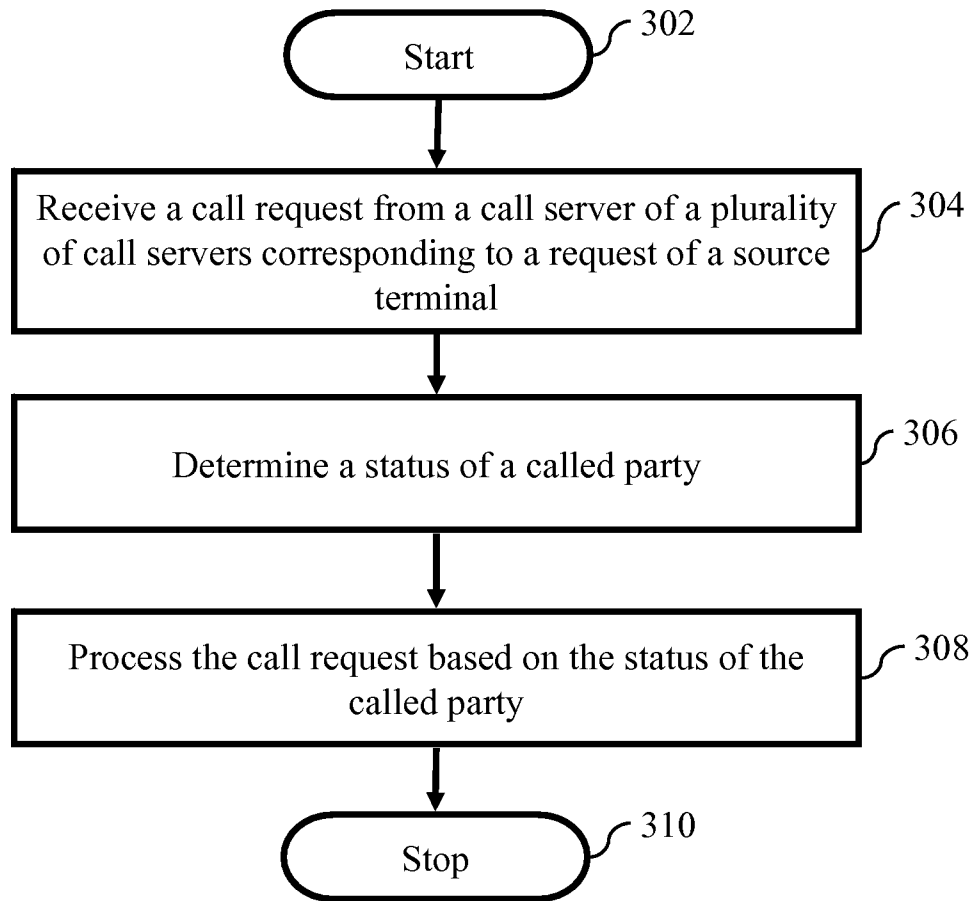 Start
302
Receive a call request from a call server of a plurality
of call servers corresponding to a request of a source
terminal
304
Determine a status of a called party
306
Process the call request based on the status of the
called party
308
Stop
310